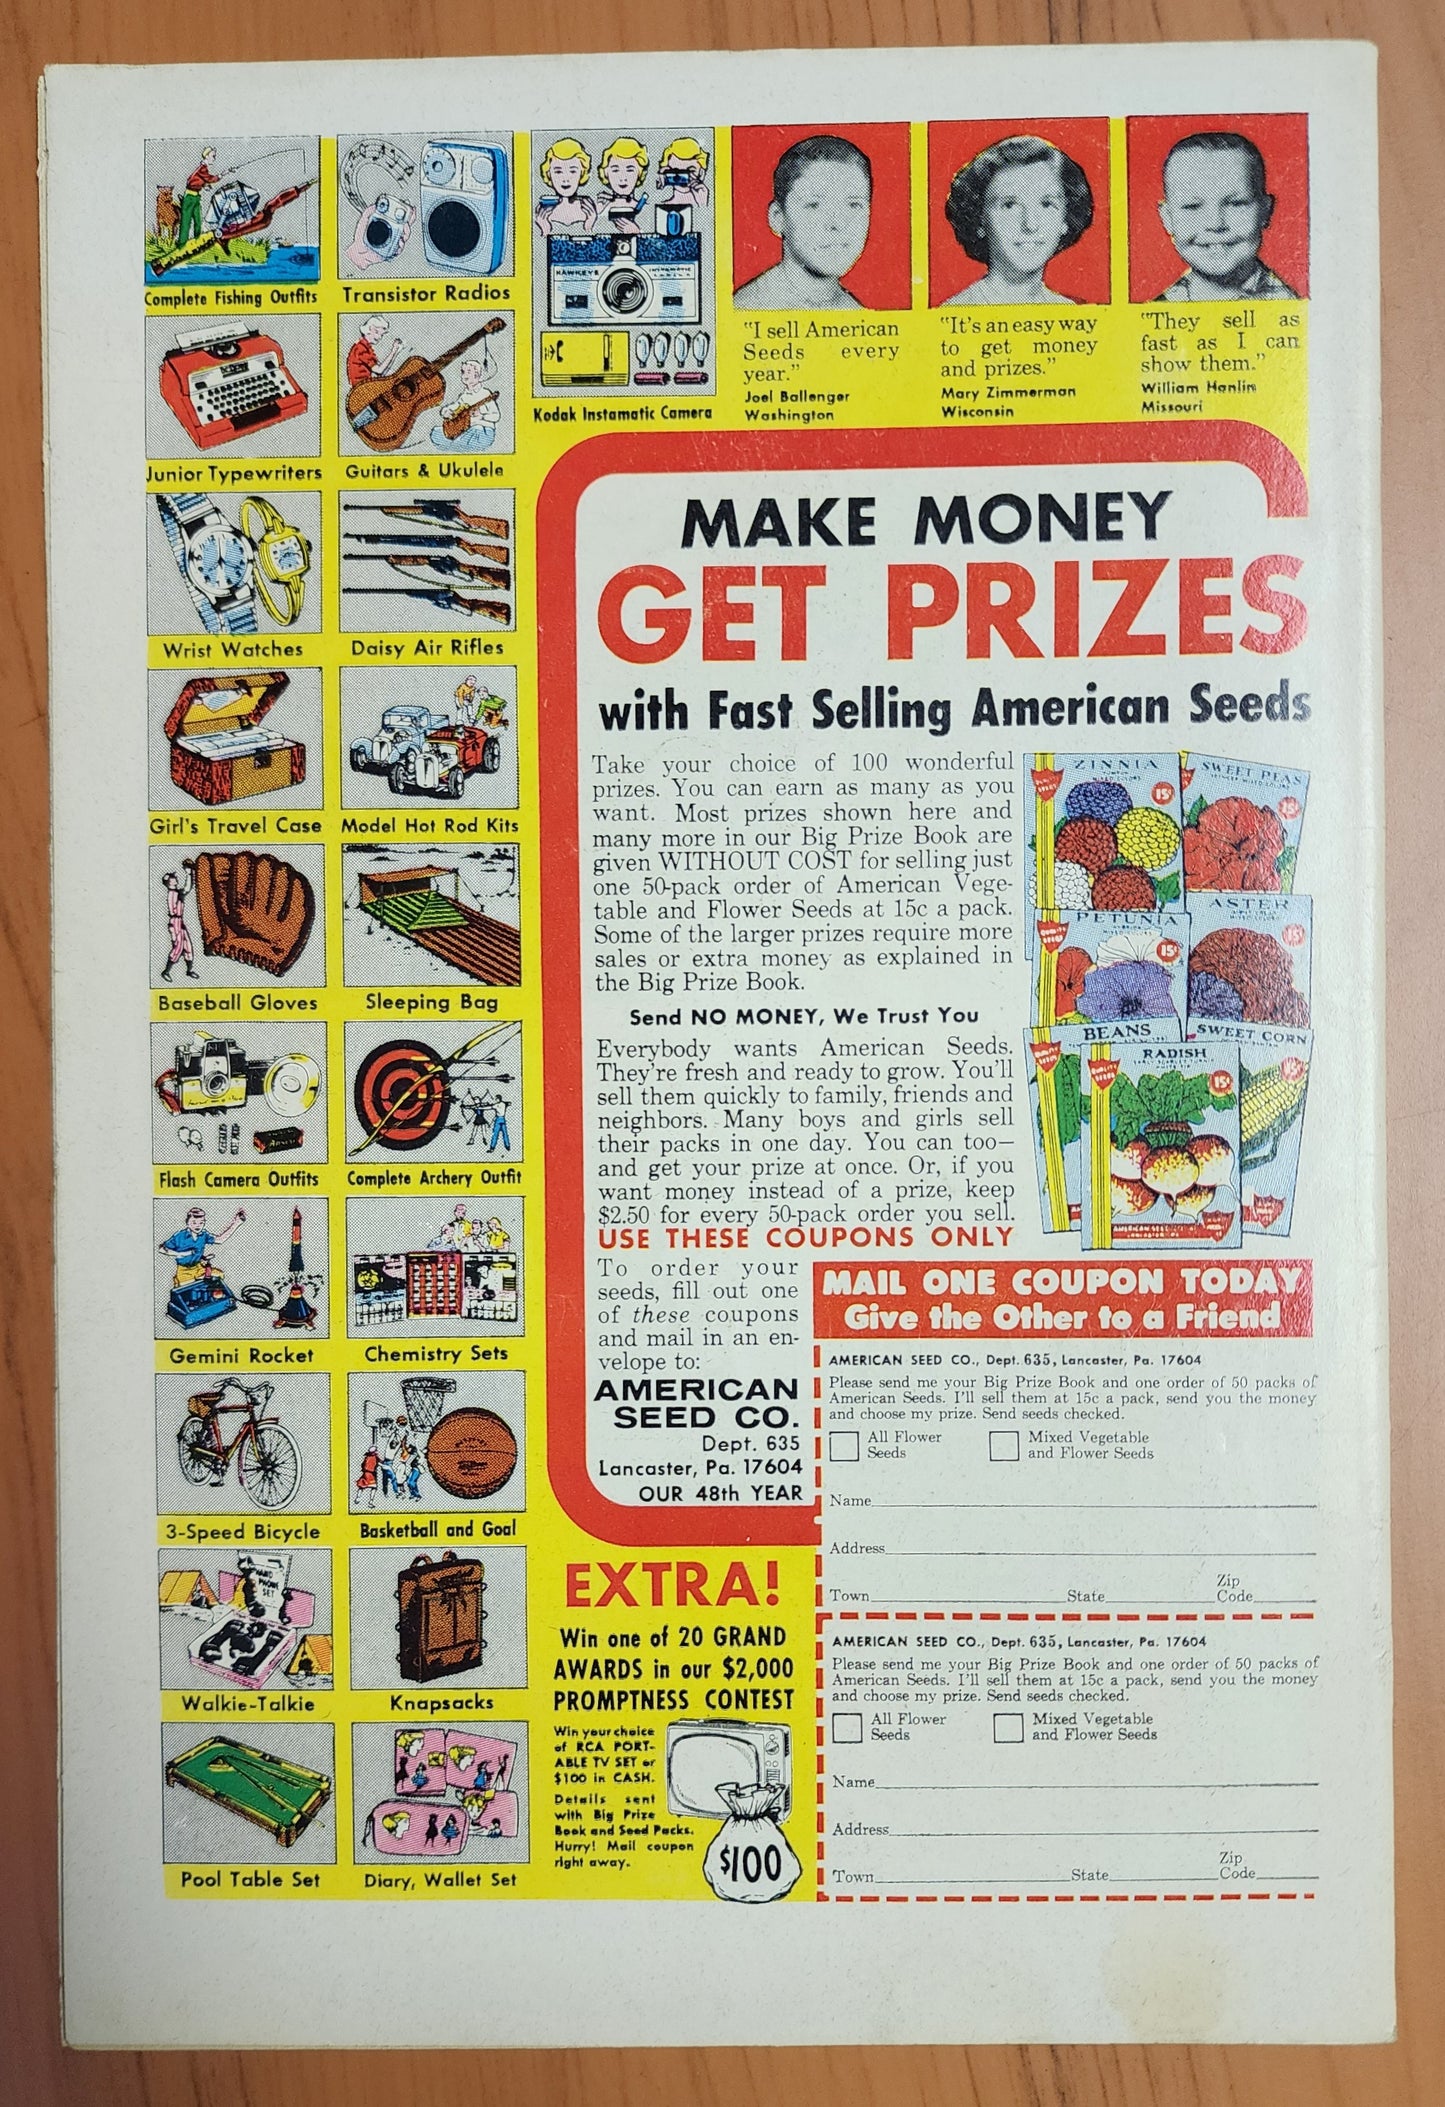 Complete Fishing Outfits
Transistor Radios
HAWKEYE
INSTAMATIC
Kodak Instamatic Camera
"I sell American
Seeds every
year."
Joel Ballenger
Washington
"It's an easy way
to get money
and prizes."
Mary Zimmerman
Wisconsin
"They sell as
fast as I can
show them."
William Hanlin
Missouri
Junior Typewriters
Guitars & Ukulele
Wrist Watches
Daisy Air Rifles
Girl's Travel Case
Model Hot Rod Kits
Baseball Gloves
Sleeping Bag
Flash Camera Outfits
Complete Archery Outfit
Gemini Rocket
Chemistry Sets
3-Speed Bicycle
Basketball and Goal
Walkie-Talkie
Knapsacks
Pool Table Set
Diary, Wallet Set
MAKE MONEY
GET PRIZES
with Fast Selling American Seeds
Take your choice of 100 wonderful
prizes. You can earn as many as you
want. Most prizes shown here and
many more in our Big Prize Book are
given WITHOUT COST for selling just
one 50-pack order of American Vege-
table and Flower Seeds at 15c a pack.
Some of the larger prizes require more
sales or extra money as explained in
the Big Prize Book.
Send NO MONEY, We Trust You
Everybody wants American Seeds.
They're fresh and ready to grow. You'll
sell them quickly to family, friends and
neighbors. Many boys and girls sell
their packs in one day. You can too—
and get your prize at once. Or, if you
want money instead of a prize, keep
$2.50 for every 50-pack order you sell.
USE THESE COUPONS ONLY
ZINNIA
15¢
SWEET PEAS
15¢
PETUNIA
15¢
ASTER
15¢
BEANS
SWEET CORN
15¢
RADISH
15¢
To order your
seeds, fill out one
of these coupons
and mail in an en-
velope to:
AMERICAN
SEED CO.
Dept. 635
Lancaster, Pa. 17604
OUR 48th YEAR
MAIL ONE COUPON TODAY
Give the Other to a Friend
AMERICAN SEED CO., Dept. 635, Lancaster, Pa. 17604
Please send me your Big Prize Book and one order of 50 packs of
American Seeds. I'll sell them at 15c a pack, send you the money
and choose my prize. Send seeds checked.
All Flower
Seeds
Mixed Vegetable
and Flower Seeds
Name
Address
Town State Zip
Code
AMERICAN SEED CO., Dept. 635, Lancaster, Pa. 17604
Please send me your Big Prize Book and one order of 50 packs of
American Seeds. I'll sell them at 15c a pack, send you the money
and choose my prize. Send seeds checked.
All Flower
Seeds
Mixed Vegetable
and Flower Seeds
Name
Address
Town State Zip
Code
EXTRA!
Win one of 20 GRAND
AWARDS in our $2,000
PROMPTNESS CONTEST
Win your choice
of RCA PORT-
ABLE TV SET or
$100 in CASH.
Details sent
with Big Prize
Book and Seed Packs.
Hurry! Mail coupon
right away.
$100